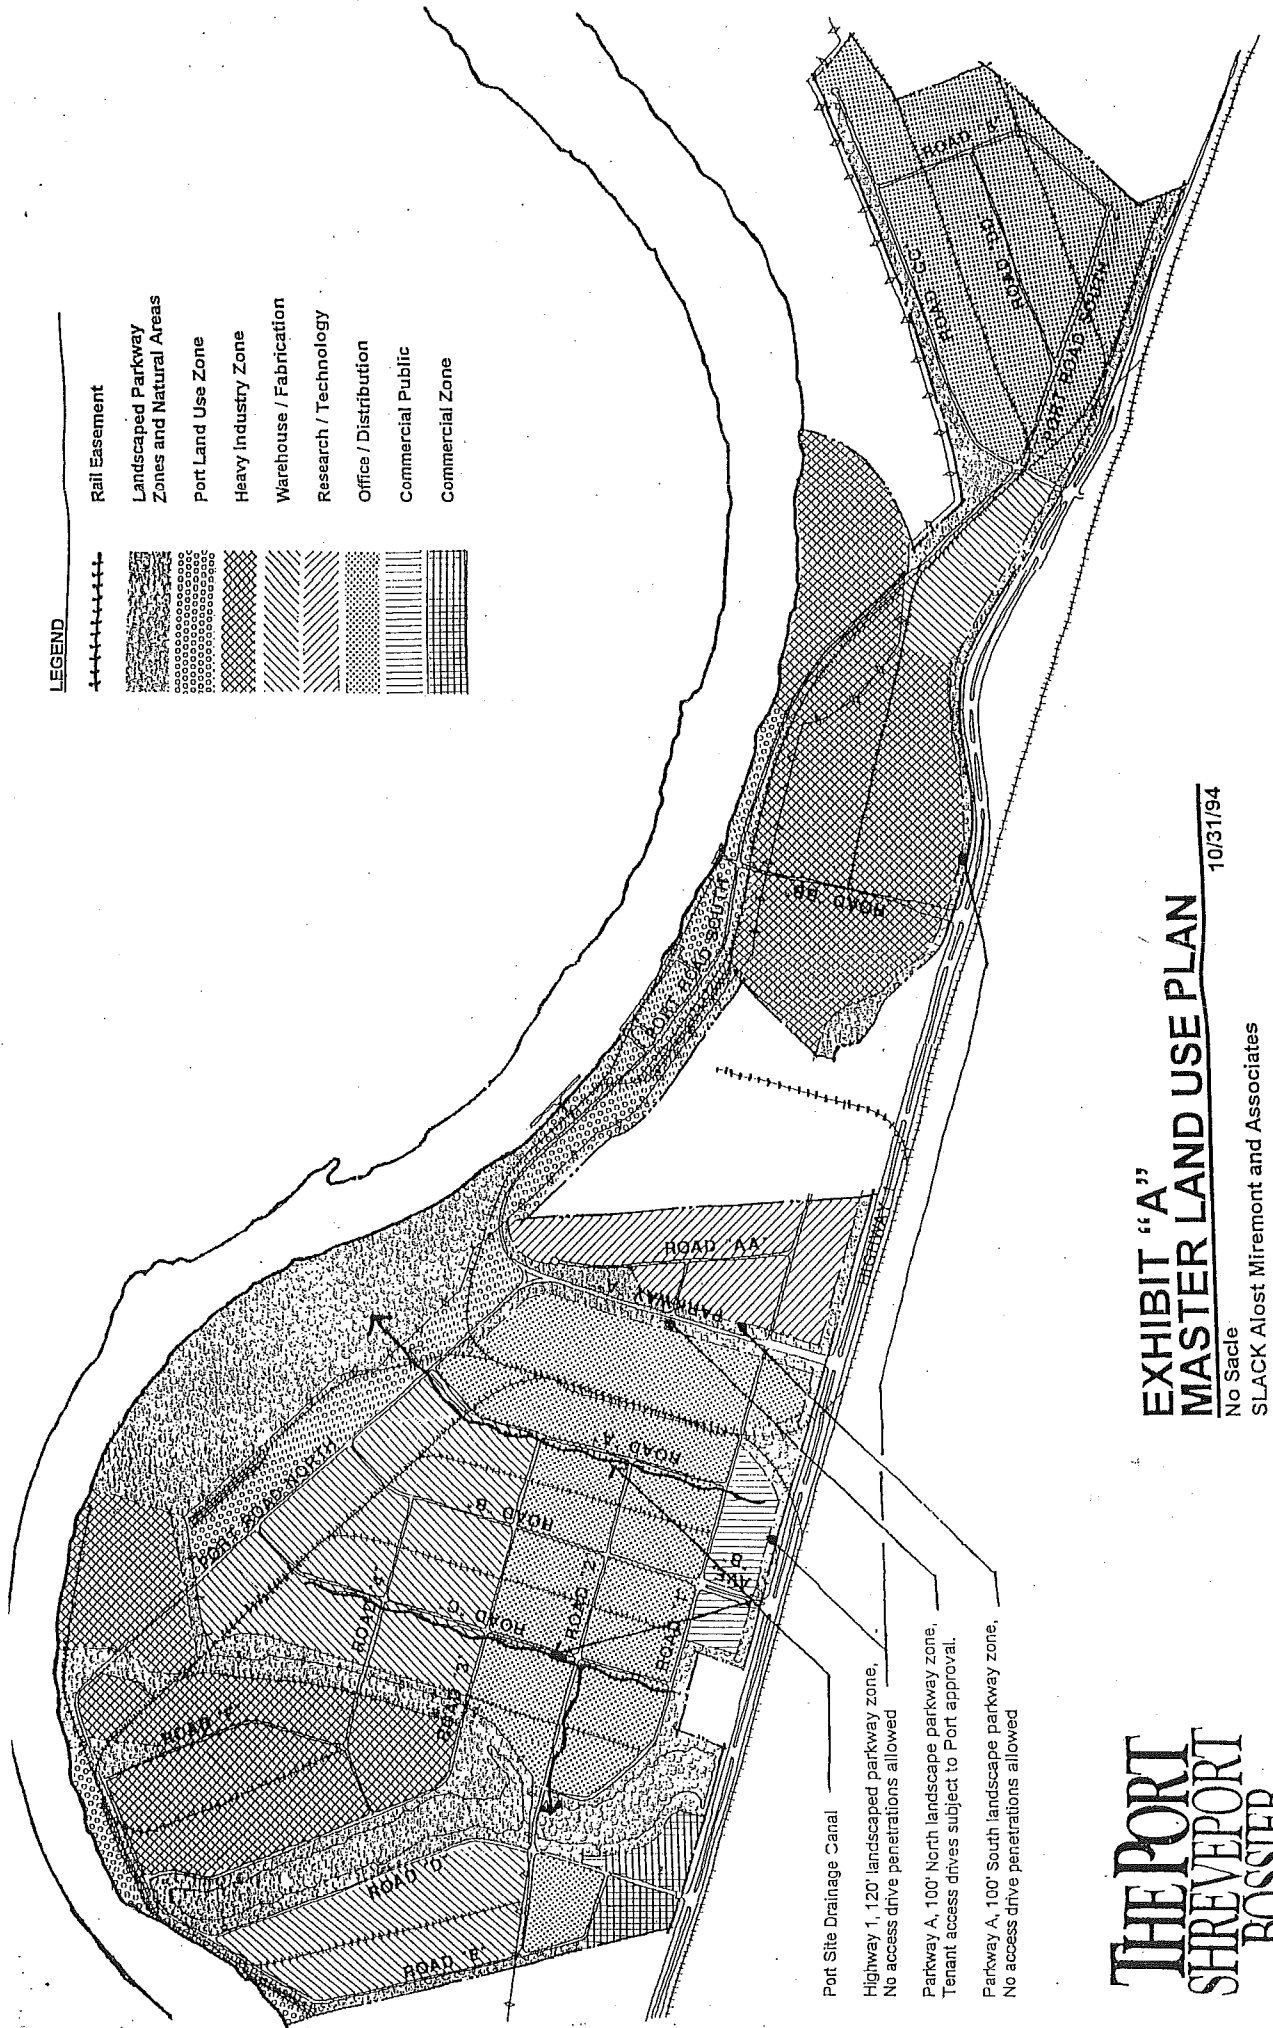 LEGEND
Rail Easement
Landscaped Parkway
Zones and Natural Areas
Port Land Use Zone
Heavy Industry Zone
Warehouse / Fabrication
Research / Technology
Office / Distribution
Commercial Public
Commercial Zone
ROAD 'E'
ROAD 'D'
ROAD 'F'
ROAD '3'
ROAD '4'
ROAD 'C'
ROAD '2'
ROAD '1'
AVE. 'B'
ROAD 'B'
ROAD 'A'
PORT ROAD NORTH
PARKWAY 'A'
ROAD 'AA'
HIGHWAY 1
PORT ROAD SOUTH
ROAD 'BB'
PORT ROAD SOUTH
ROAD 'CC'
ROAD 'DD'
ROAD
Port Site Drainage Canal
Highway 1, 120' landscaped parkway zone,
No access drive penetrations allowed
Parkway A, 100' North landscape parkway zone,
Tenant access drives subject to Port approval.
Parkway A, 100' South landscape parkway zone,
No access drive penetrations allowed
THE PORT
SHREVEPORT
BOSSIER
EXHIBIT "A"
MASTER LAND USE PLAN
No Sacle
10/31/94
SLACK Alost Miremont and Associates